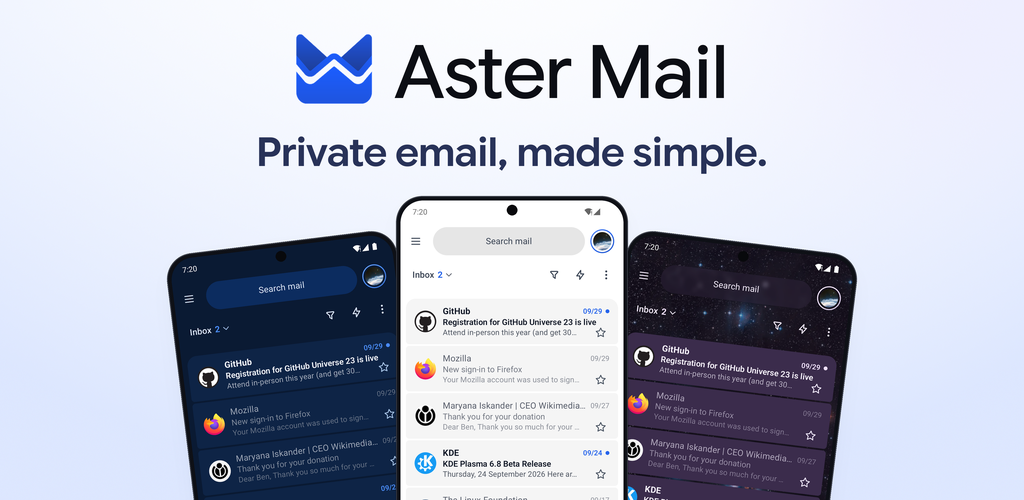 Aster Mail
Private email, made simple.
7:20
Search mail
Inbox 2
GitHub 09/29
Registration for GitHub Universe 23 is live
Attend in-person this year (and get 30...
Mozilla 09/29
New sign-in to Firefox
Your Mozilla account was used to sign...
Maryana Iskander | CEO Wikimedia...
Thank you for your donation
Dear Ben, Thank you so much for your ...
7:20
Search mail
Inbox 2
GitHub 09/29
Registration for GitHub Universe 23 is live
Attend in-person this year (and get 30...
Mozilla 09/29
New sign-in to Firefox
Your Mozilla account was used to sign...
Maryana Iskander | CEO Wikimedia... 09/27
Thank you for your donation
Dear Ben, Thank you so much for your ...
KDE 09/24
KDE Plasma 6.8 Beta Release
Thursday, 24 September 2026 Here ar...
The Linux Foundation 09/17
7:20
Search mail
Inbox 2
GitHub 09/29
Registration for GitHub Universe 23 is live
Attend in-person this year (and get 30...
Mozilla 09/29
New sign-in to Firefox
Your Mozilla account was used to sign...
Maryana Iskander | CEO Wikimedia... 09/27
Thank you for your donation
Dear Ben, Thank you so much for your ...
KDE